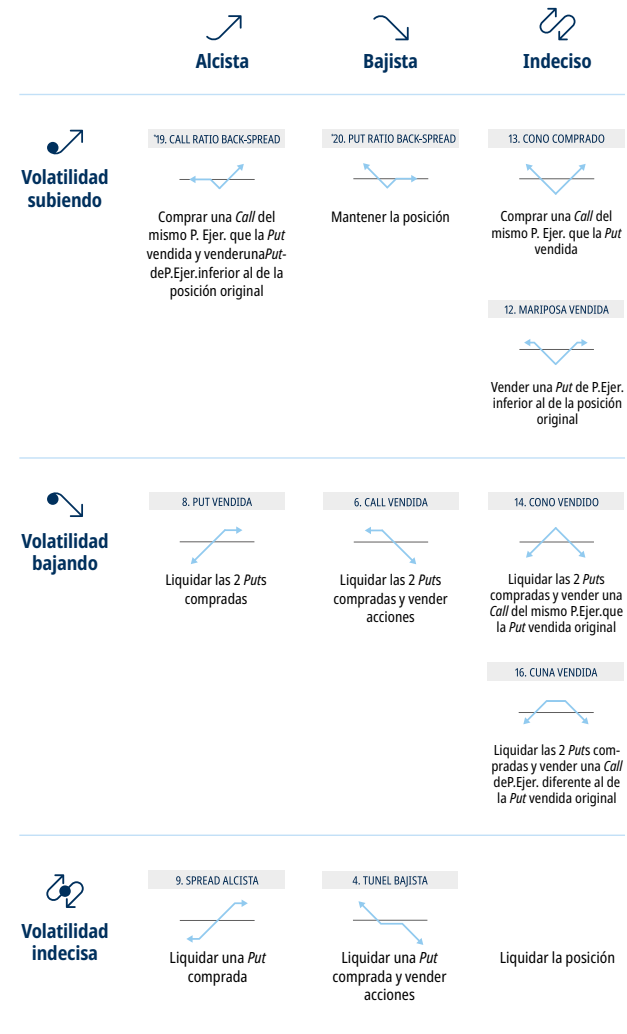 Alcista
Bajista
Indeciso
Volatilidad
subiendo
*19. CALL RATIO BACK-SPREAD
Comprar una Call del
mismo P. Ejer. que la Put
vendida y venderunaPut-
deP.Ejer.inferior al de la
posición original
*20. PUT RATIO BACK-SPREAD
Mantener la posición
13. CONO COMPRADO
Comprar una Call del
mismo P. Ejer. que la Put
vendida
12. MARIPOSA VENDIDA
Vender una Put de P.Ejer.
inferior al de la posición
original
Volatilidad
bajando
8. PUT VENDIDA
Liquidar las 2 Puts
compradas
6. CALL VENDIDA
Liquidar las 2 Puts
compradas y vender
acciones
14. CONO VENDIDO
Liquidar las 2 Puts
compradas y vender una
Call del mismo P.Ejer.que
la Put vendida original
16. CUNA VENDIDA
Liquidar las 2 Puts com-
pradas y vender una Call
deP.Ejer. diferente al de
la Put vendida original
Volatilidad
indecisa
9. SPREAD ALCISTA
Liquidar una Put
comprada
4. TUNEL BAJISTA
Liquidar una Put
comprada y vender
acciones
Liquidar la posición